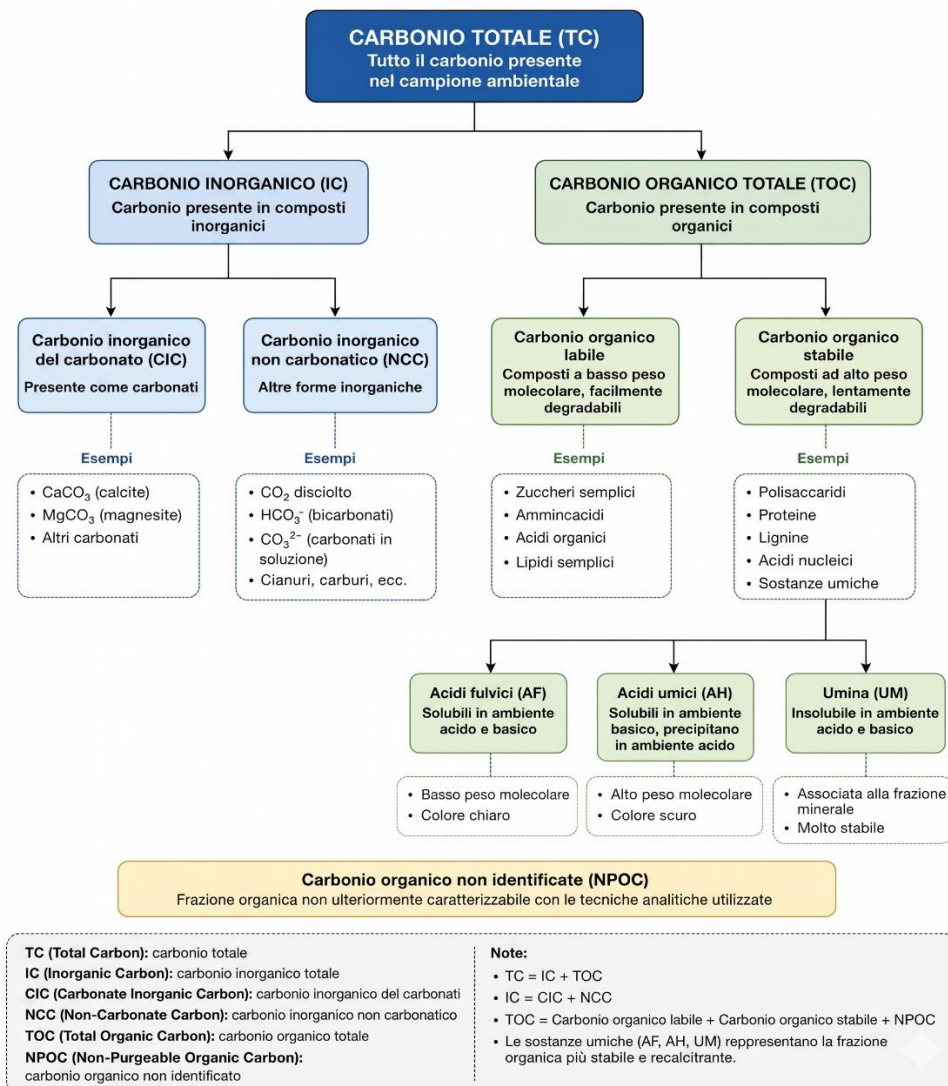 CARBONIO TOTALE (TC)
Tutto il carbonio presente
nel campione ambientale
CARBONIO INORGANICO (IC)
Carbonio presente in composti
inorganici
CARBONIO ORGANICO TOTALE (TOC)
Carbonio presente in composti
organici
Carbonio inorganico
del carbonato (CIC)
Presente come carbonati
Carbonio inorganico
non carbonatico (NCC)
Altre forme inorganiche
Carbonio organico
labile
Composti a basso peso
molecolare, facilmente
degradabili
Carbonio organico
stabile
Composti ad alto peso
molecolare, lentamente
degradabili
Esempi
Esempi
Esempi
Esempi
• CaCO₃ (calcite)
• MgCO₃ (magnesite)
• Altri carbonati
• CO₂ disciolto
• HCO₃⁻ (bicarbonati)
• CO₃²⁻ (carbonati in
soluzione)
• Cianuri, carburi, ecc.
• Zuccheri semplici
• Ammincacidi
• Acidi organici
• Lipidi semplici
• Polisaccaridi
• Proteine
• Lignine
• Acidi nucleici
• Sostanze umiche
Acidi fulvici (AF)
Solubili in ambiente
acido e basico
Acidi umici (AH)
Solubili in ambiente
basico, precipitano
in ambiente acido
Umina (UM)
Insolubile in ambiente
acido e basico
• Basso peso molecolare
• Colore chiaro
• Alto peso molecolare
• Colore scuro
• Associata alla frazione
minerale
• Molto stabile
Carbonio organico non identificate (NPOC)
Frazione organica non ulteriormente caratterizzabile con le tecniche analitiche utilizzate
TC (Total Carbon): carbonio totale
IC (Inorganic Carbon): carbonio inorganico totale
CIC (Carbonate Inorganic Carbon): carbonio inorganico del carbonati
NCC (Non-Carbonate Carbon): carbonio inorganico non carbonatico
TOC (Total Organic Carbon): carbonio organico totale
NPOC (Non-Purgeable Organic Carbon):
carbonio organico non identificato
Note:
• TC = IC + TOC
• IC = CIC + NCC
• TOC = Carbonio organico labile + Carbonio organico stabile + NPOC
• Le sostanze umiche (AF, AH, UM) reppresentano la frazione
organica più stabile e recalcitrante.